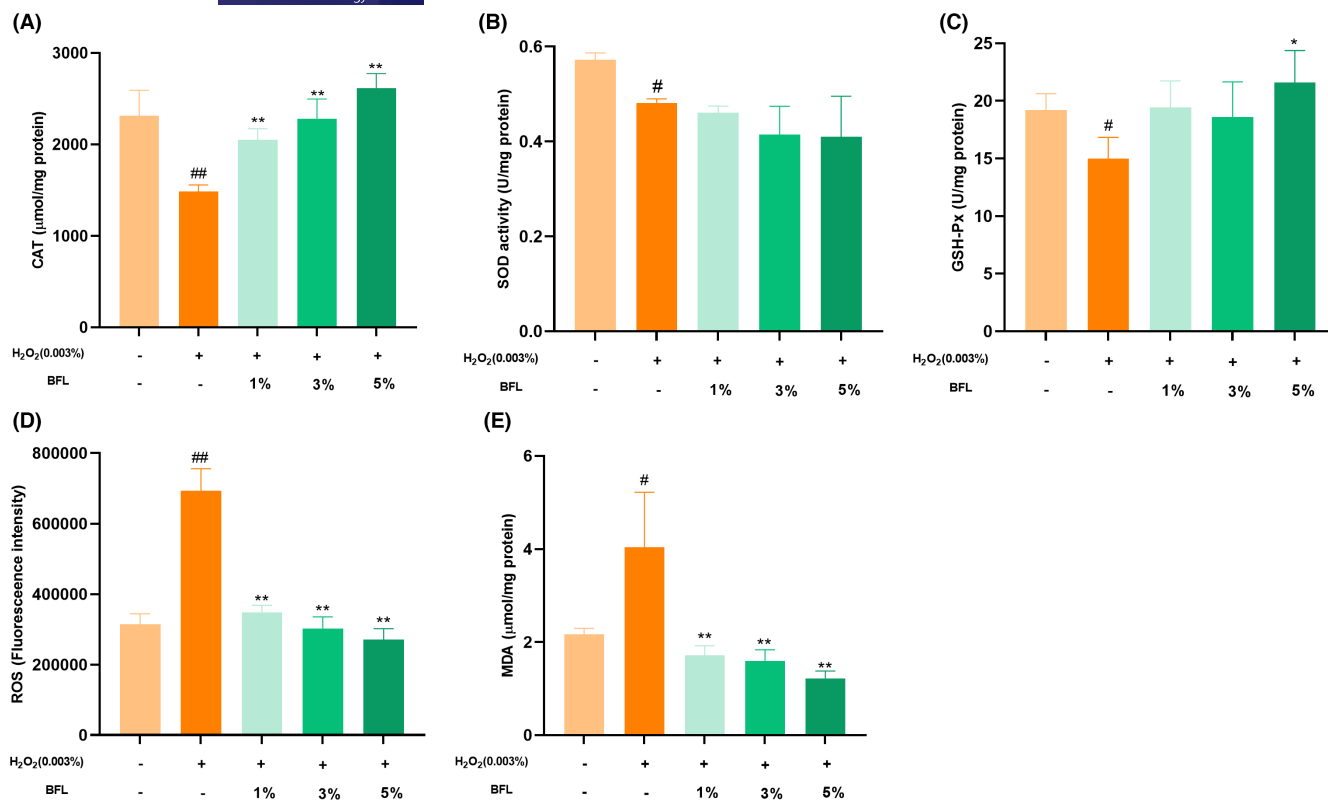 (A)
CAT (μmol/mg protein)
3000
2000
1000
0
##
**
**
**
H2O2(0.003%) - + + + +
BFL - - 1% 3% 5%
(B)
SOD activity (U/mg protein)
0.6
0.4
0.2
0.0
#
H2O2(0.003%) - + + + +
BFL - - 1% 3% 5%
(C)
GSH-Px (U/mg protein)
25
20
15
10
5
0
#
*
H2O2(0.003%) - + + + +
BFL - - 1% 3% 5%
(D)
ROS (Fluoresceence intensity)
800000
600000
400000
200000
0
##
**
**
**
H2O2(0.003%) - + + + +
BFL - - 1% 3% 5%
(E)
MDA (μmol/mg protein)
6
4
2
0
#
**
**
**
H2O2(0.003%) - + + + +
BFL - - 1% 3% 5%